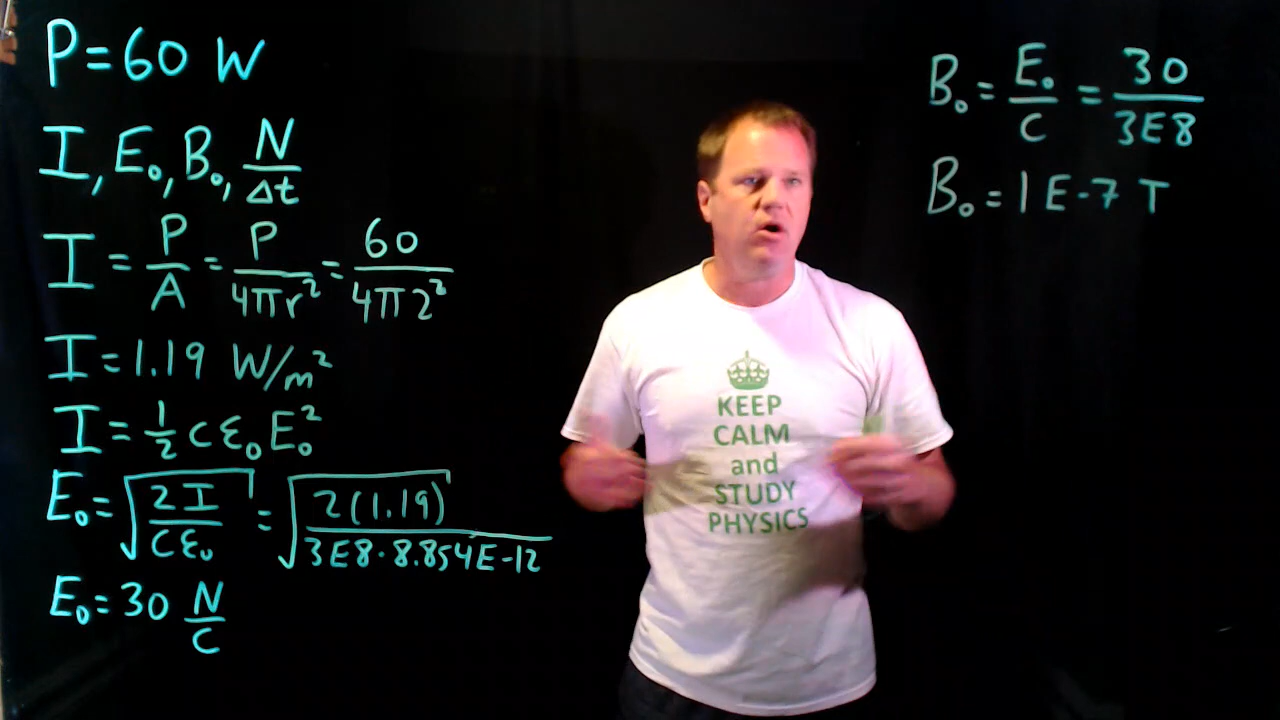 P = 60 W
I, E₀, B₀, N/Δt
I = P/A = P/4πr² = 60/4π2²
I = 1.19 W/m²
I = ½ c ε₀ E₀²
E₀ = √(2I/cε₀) = √(2(1.19)/3E8·8.854E-12)
E₀ = 30 N/C
KEEP
CALM
and
STUDY
PHYSICS
B₀ = E₀/C = 30/3E8
B₀ = 1E-7 T